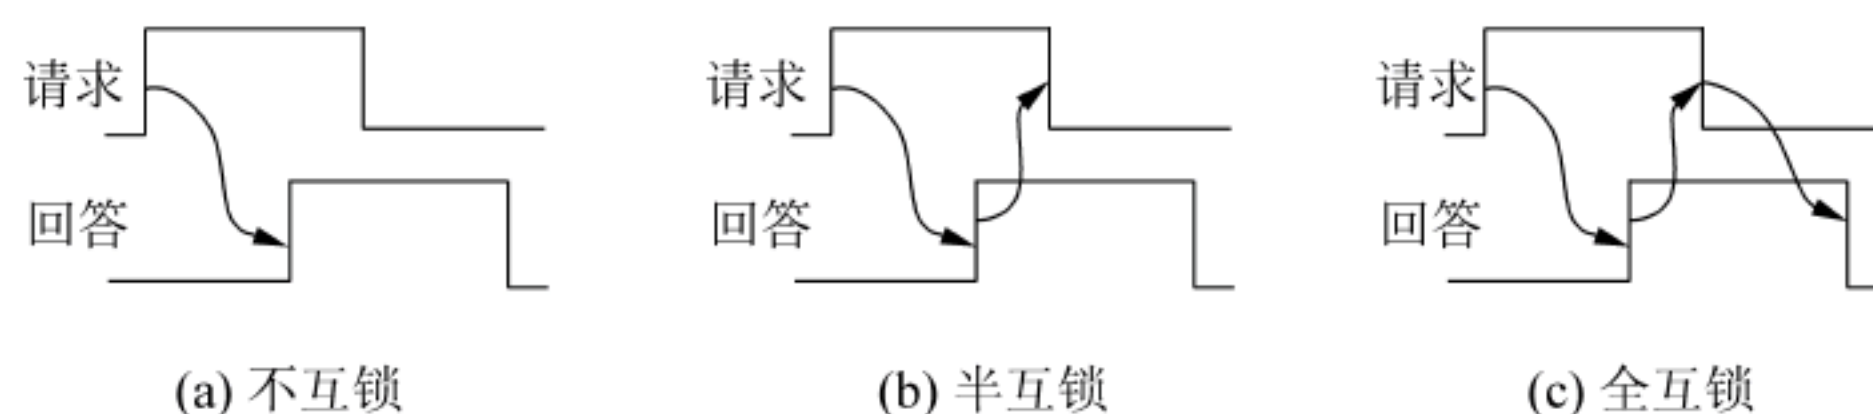 请求 请求 请求
回答 回答 回答
(a) 不互锁 (b) 半互锁 (c) 全互锁